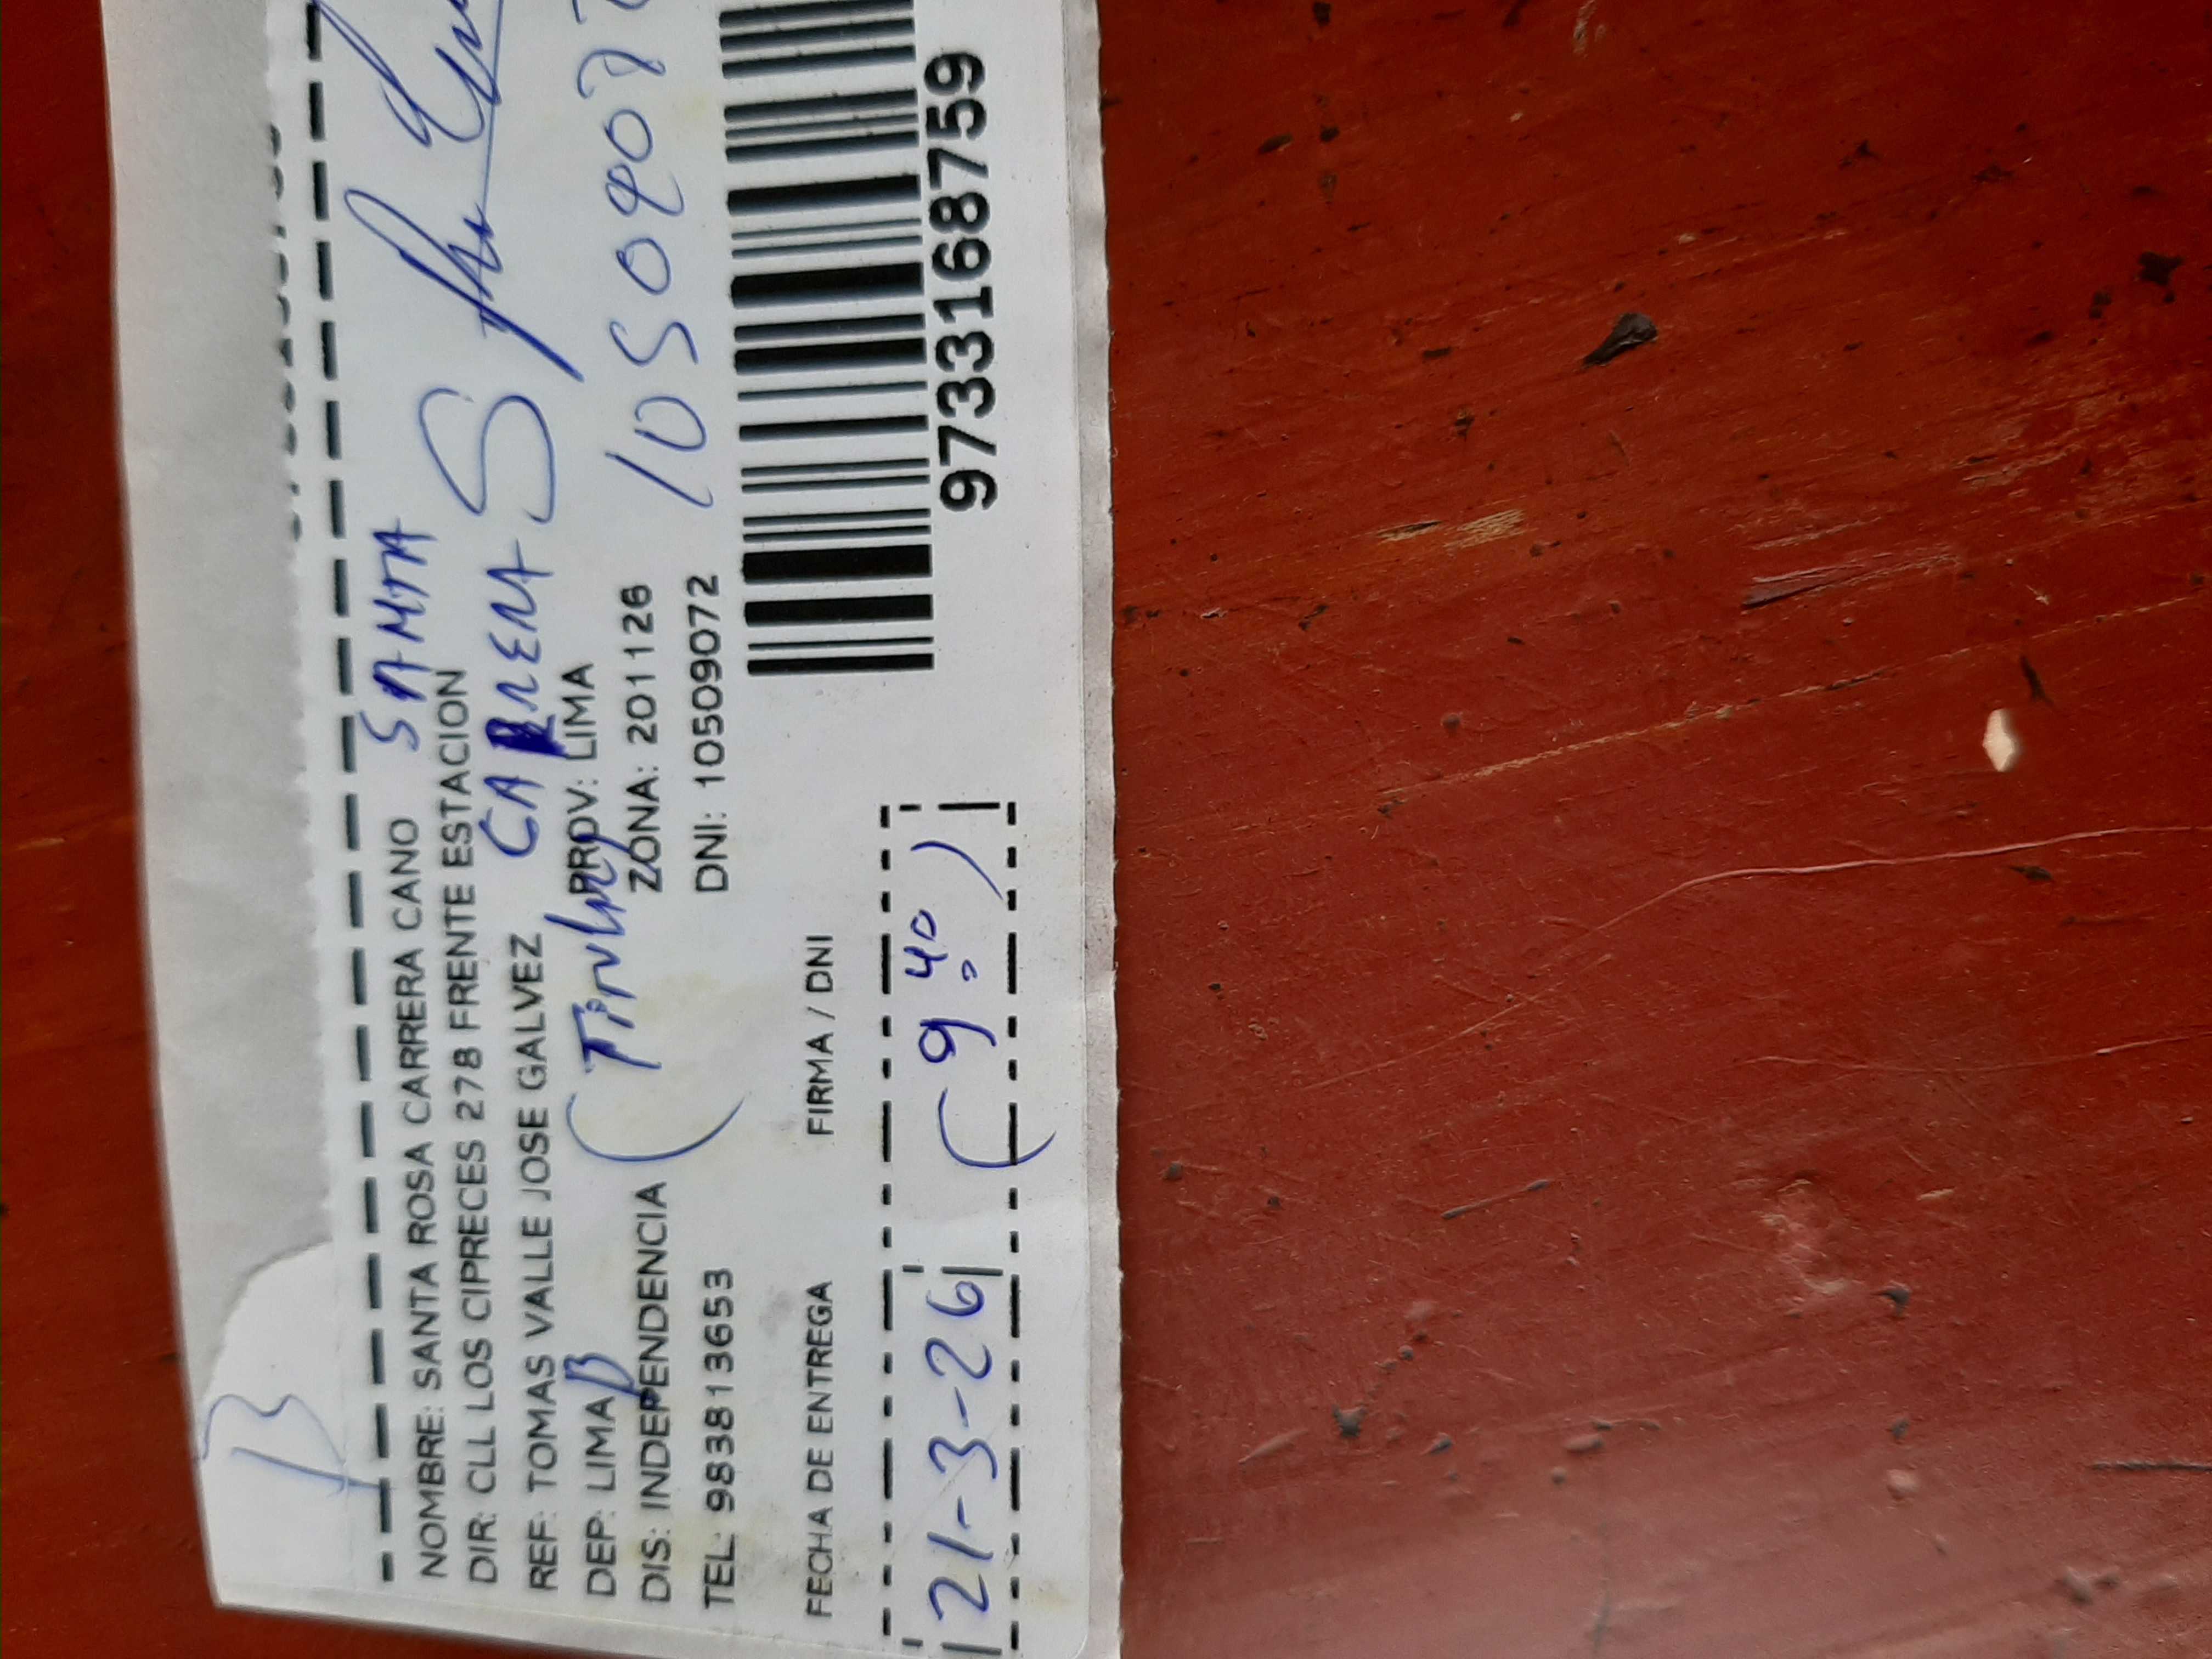 B
NOMBRE: SANTA ROSA CARRERA CANO
SANTA
DIR: CLL LOS CIPRECES 278 FRENTE ESTACION
CARRERA
REF: TOMAS VALLE JOSE GALVEZ
DEP: LIMA
B
PROV: LIMA
DIS: INDEPENDENCIA
(Titular
ZONA: 201126
TEL: 983813653
DNI: 10509072
FECHA DE ENTREGA
FIRMA / DNI
21-3-26
(9:40)
9733168759